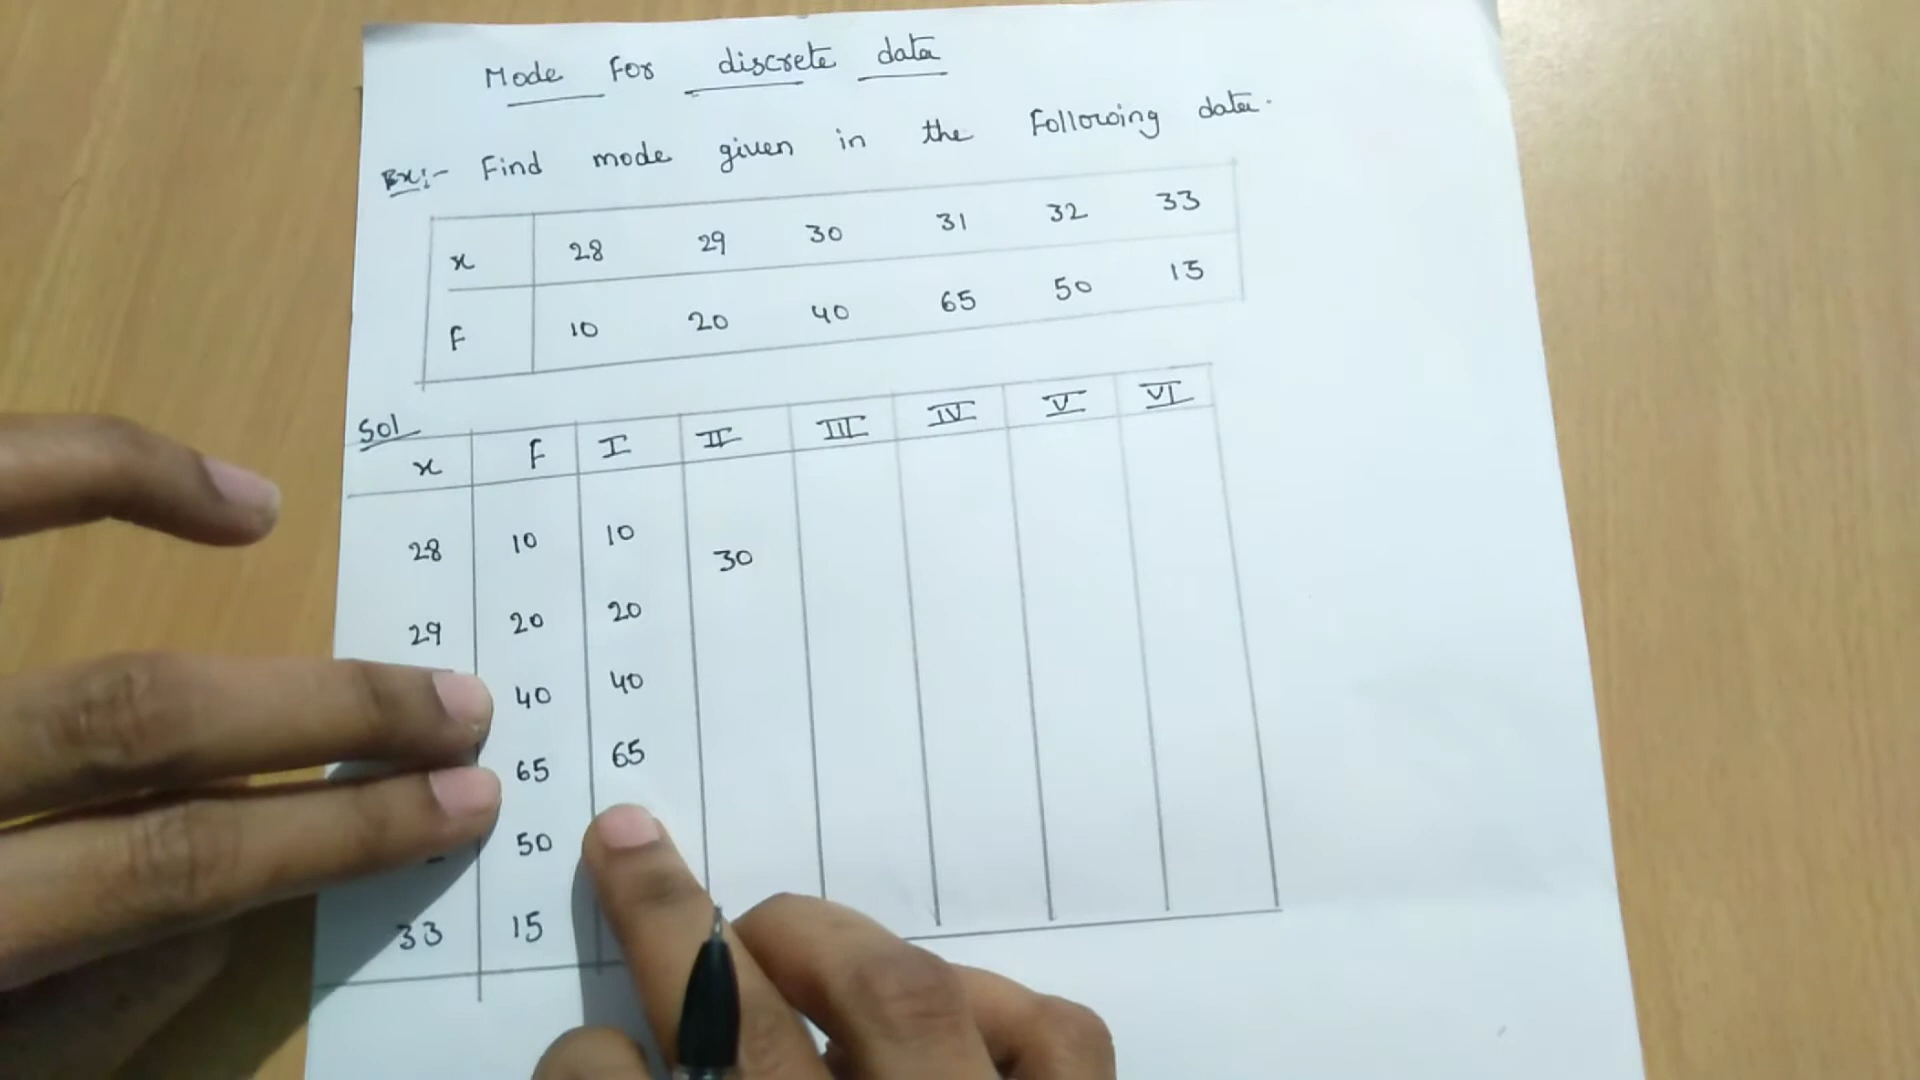 Mode for discrete data
Ex:- Find mode given in the following data.
x 28 29 30 31 32 33
F 10 20 40 65 50 15
Sol
x F I II III IV V VI
28 10 10 30
29 20 20
40 40
65 65
50
33 15